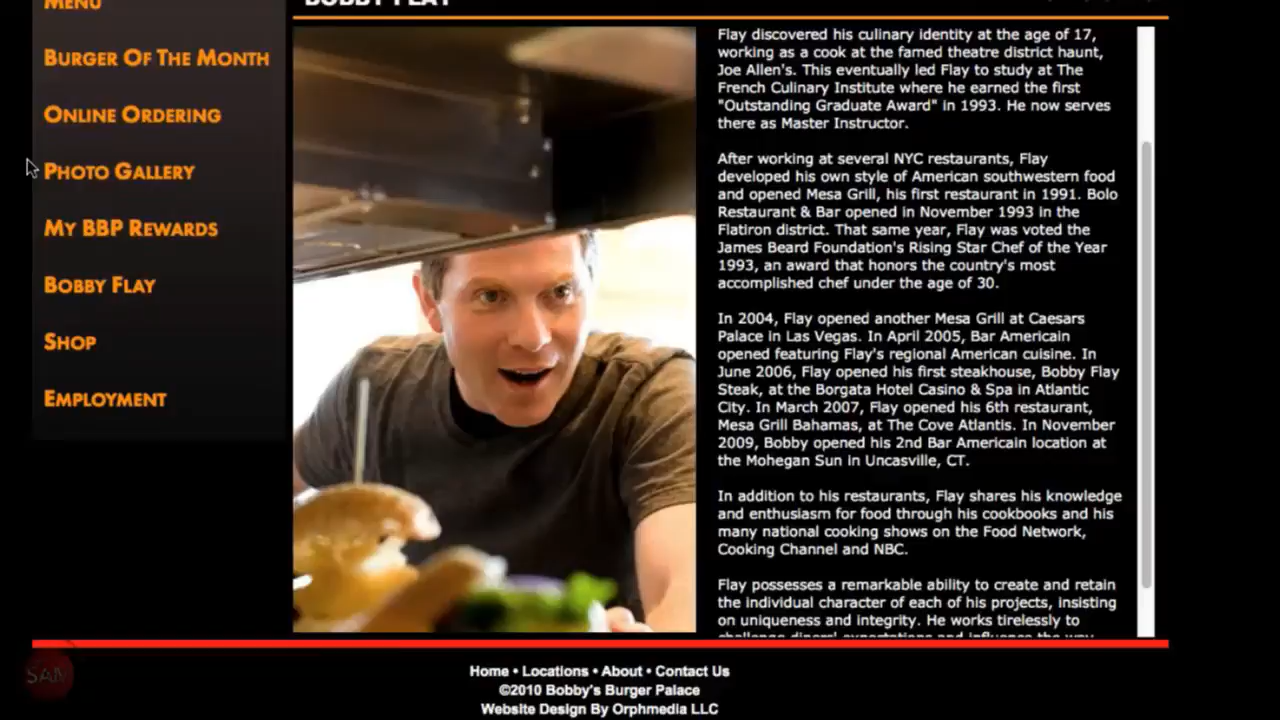 MENU
BOBBY FLAY
BURGER OF THE MONTH
ONLINE ORDERING
PHOTO GALLERY
MY BBP REWARDS
BOBBY FLAY
SHOP
EMPLOYMENT
Flay discovered his culinary identity at the age of 17,
working as a cook at the famed theatre district haunt,
Joe Allen's. This eventually led Flay to study at The
French Culinary Institute where he earned the first
"Outstanding Graduate Award" in 1993. He now serves
there as Master Instructor.
After working at several NYC restaurants, Flay
developed his own style of American southwestern food
and opened Mesa Grill, his first restaurant in 1991. Bolo
Restaurant & Bar opened in November 1993 in the
Flatiron district. That same year, Flay was voted the
James Beard Foundation's Rising Star Chef of the Year
1993, an award that honors the country's most
accomplished chef under the age of 30.
In 2004, Flay opened another Mesa Grill at Caesars
Palace in Las Vegas. In April 2005, Bar Americain
opened featuring Flay's regional American cuisine. In
June 2006, Flay opened his first steakhouse, Bobby Flay
Steak, at the Borgata Hotel Casino & Spa in Atlantic
City. In March 2007, Flay opened his 6th restaurant,
Mesa Grill Bahamas, at The Cove Atlantis. In November
2009, Bobby opened his 2nd Bar Americain location at
the Mohegan Sun in Uncasville, CT.
In addition to his restaurants, Flay shares his knowledge
and enthusiasm for food through his cookbooks and his
many national cooking shows on the Food Network,
Cooking Channel and NBC.
Flay possesses a remarkable ability to create and retain
the individual character of each of his projects, insisting
on uniqueness and integrity. He works tirelessly to
challenge diners' expectations and influence the way
SAM
Home • Locations • About • Contact Us
©2010 Bobby's Burger Palace
Website Design By Orphmedia LLC